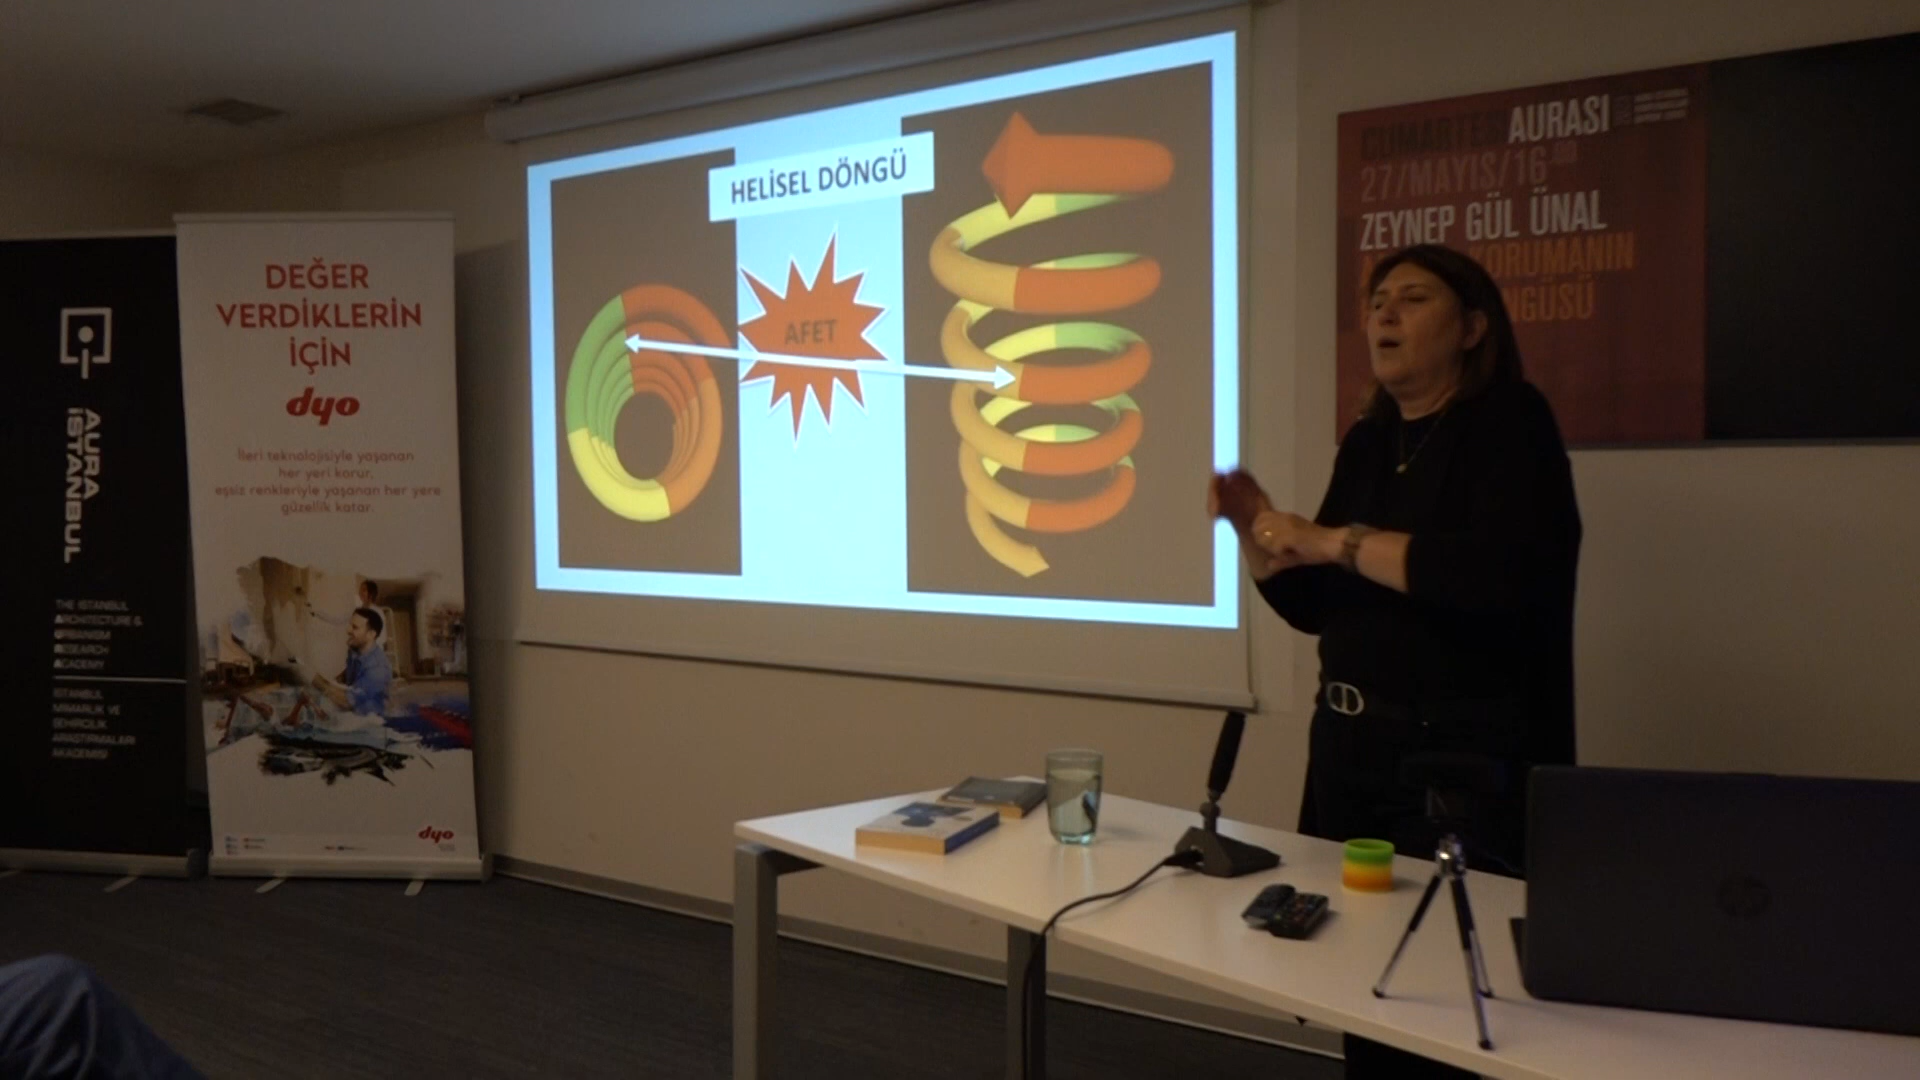 AURA
İSTANBUL
THE ISTANBUL
ARCHITECTURE &
URBANISM
RESEARCH
ACADEMY
İSTANBUL
MİMARLIK VE
ŞEHİRCİLİK
ARAŞTIRMALARI
AKADEMİSİ
DEĞER
VERDİKLERİN
İÇİN
dyo
İleri teknolojisiyle yaşanan
her yeri korur,
eşsiz renkleriyle yaşanan her yere
güzellik katar.
dyo
HELİSEL DÖNGÜ
AFET
CUMARTESİ AURASI
27/MAYIS/16.00
ZEYNEP GÜL ÜNAL